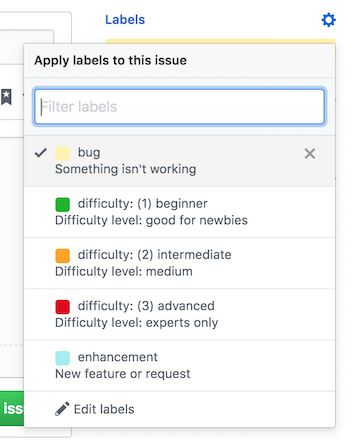 Labels
Apply labels to this issue
Filter labels
bug
Something isn't working
difficulty: (1) beginner
Difficulty level: good for newbies
difficulty: (2) intermediate
Difficulty level: medium
difficulty: (3) advanced
Difficulty level: experts only
enhancement
New feature or request
iss
Edit labels